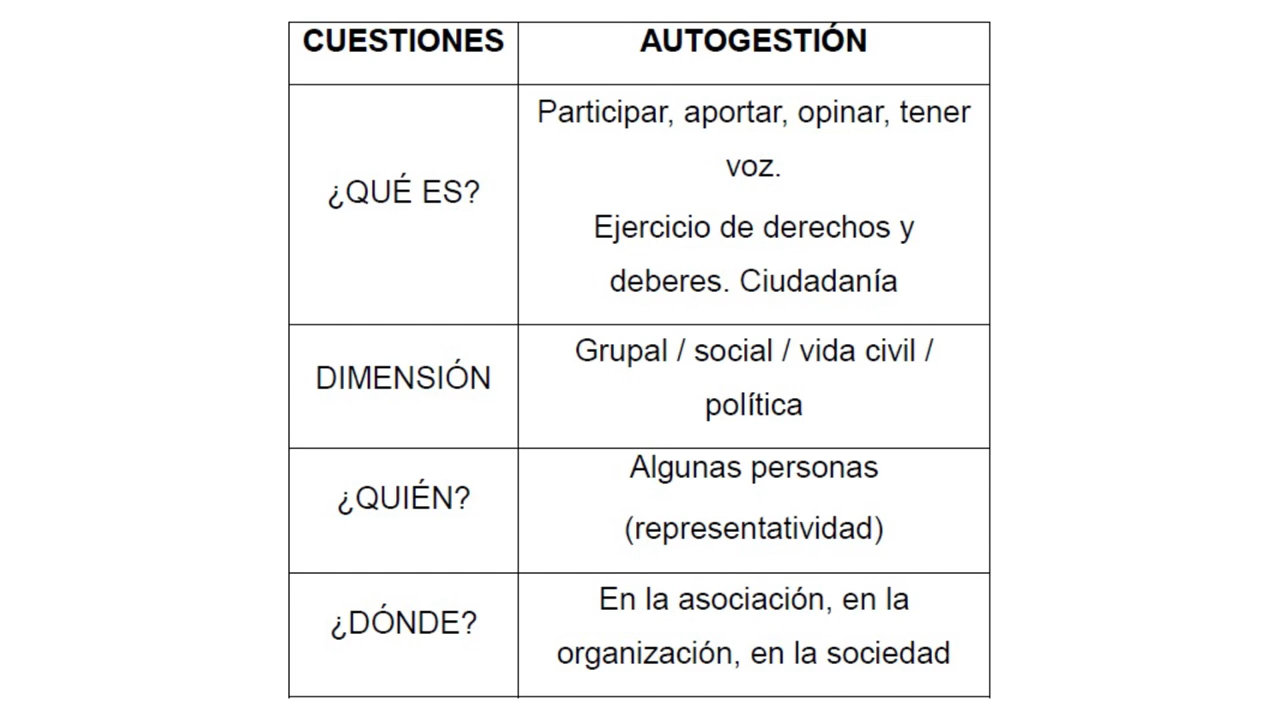 CUESTIONES
AUTOGESTIÓN
¿QUÉ ES?
Participar, aportar, opinar, tener
voz.
Ejercicio de derechos y
deberes. Ciudadanía
DIMENSIÓN
Grupal / social / vida civil /
política
¿QUIÉN?
Algunas personas
(representatividad)
¿DÓNDE?
En la asociación, en la
organización, en la sociedad